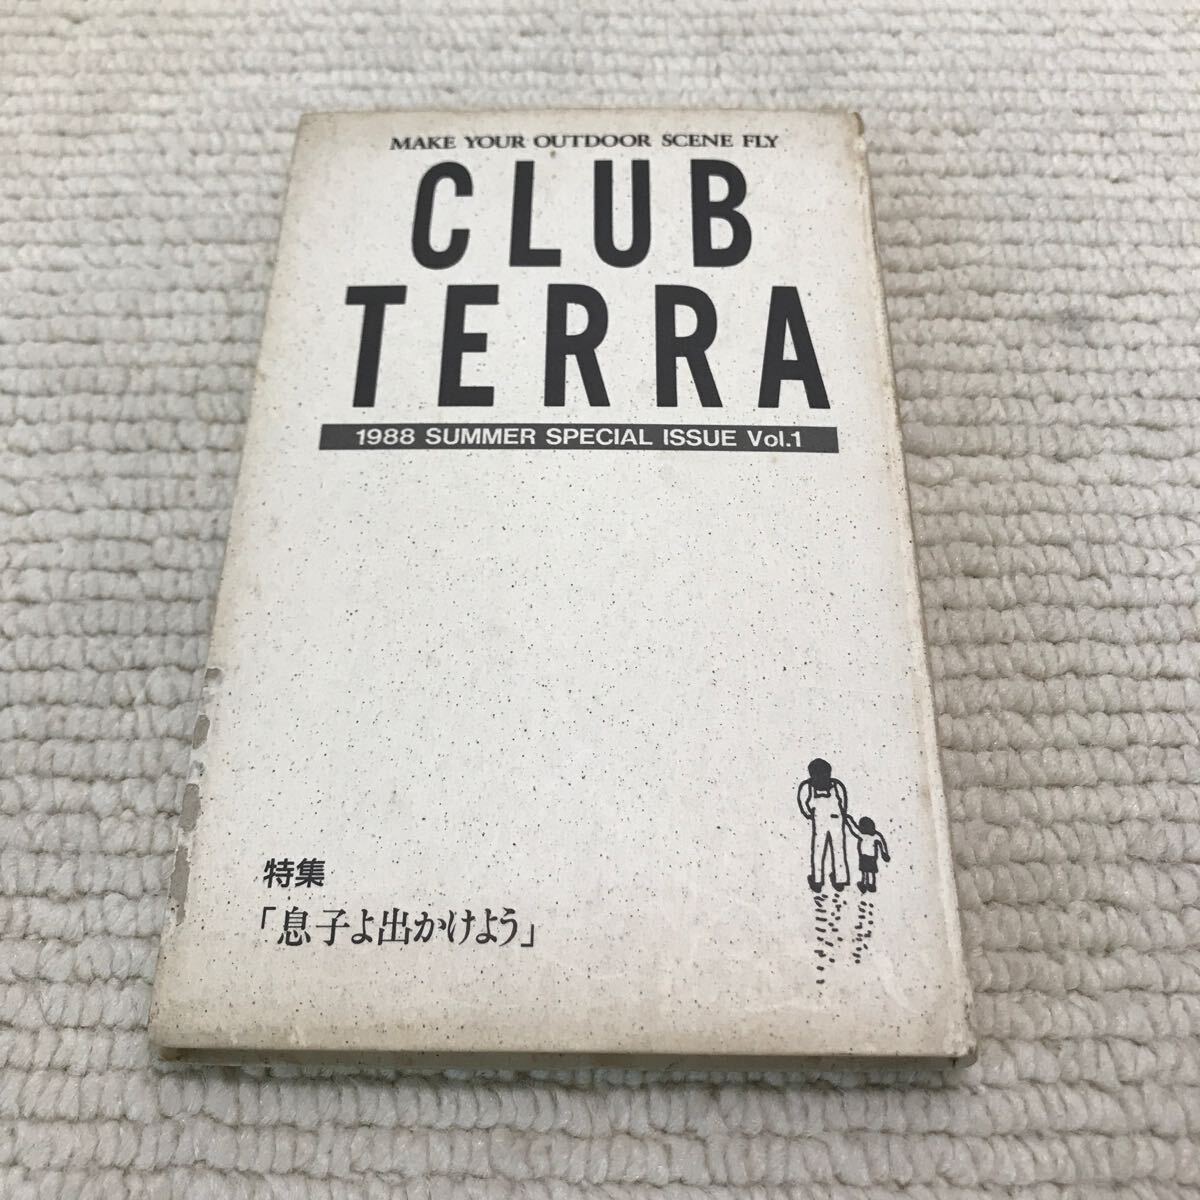 MAKE YOUR OUTDOOR SCENE FLY
CLUB
TERRA
1988 SUMMER SPECIAL ISSUE Vol.1
特集
「息子よ出かけよう」